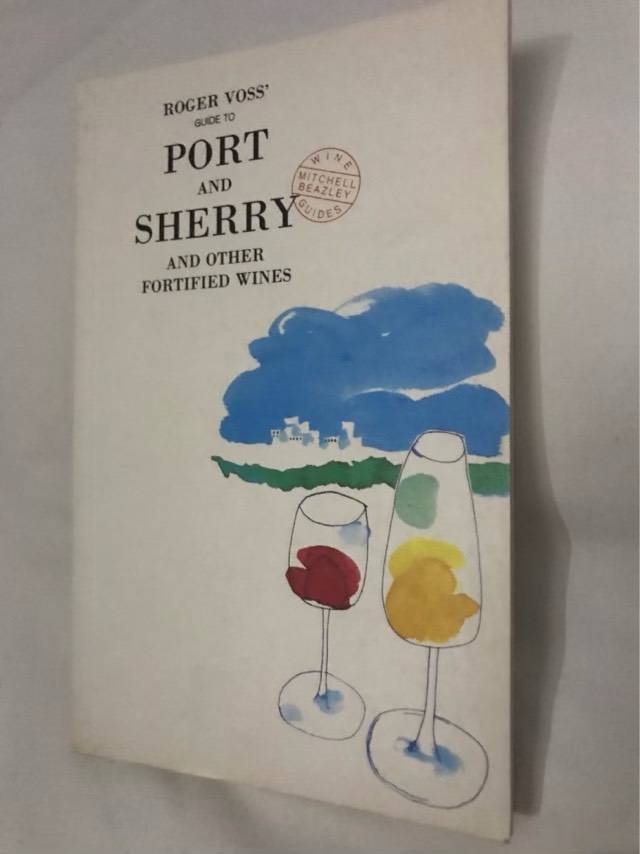 ROGER VOSS'
GUIDE TO
PORT
AND
SHERRY
AND OTHER
FORTIFIED WINES
WINE
MITCHELL
BEAZLEY
GUIDES